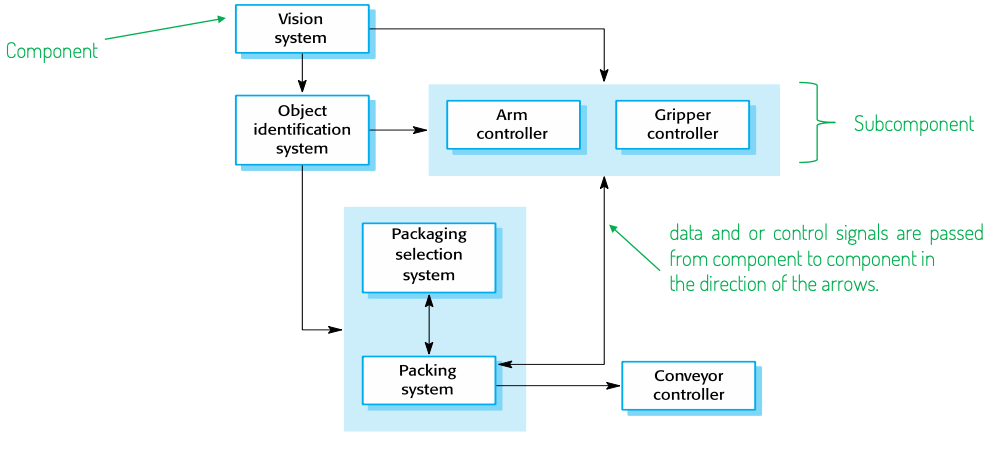 Vision
system
Component
Object
identification
system
Arm
controller
Gripper
controller
Subcomponent
Packaging
selection
system
data and or control signals are passed
from component to component in
the direction of the arrows.
Packing
system
Conveyor
controller